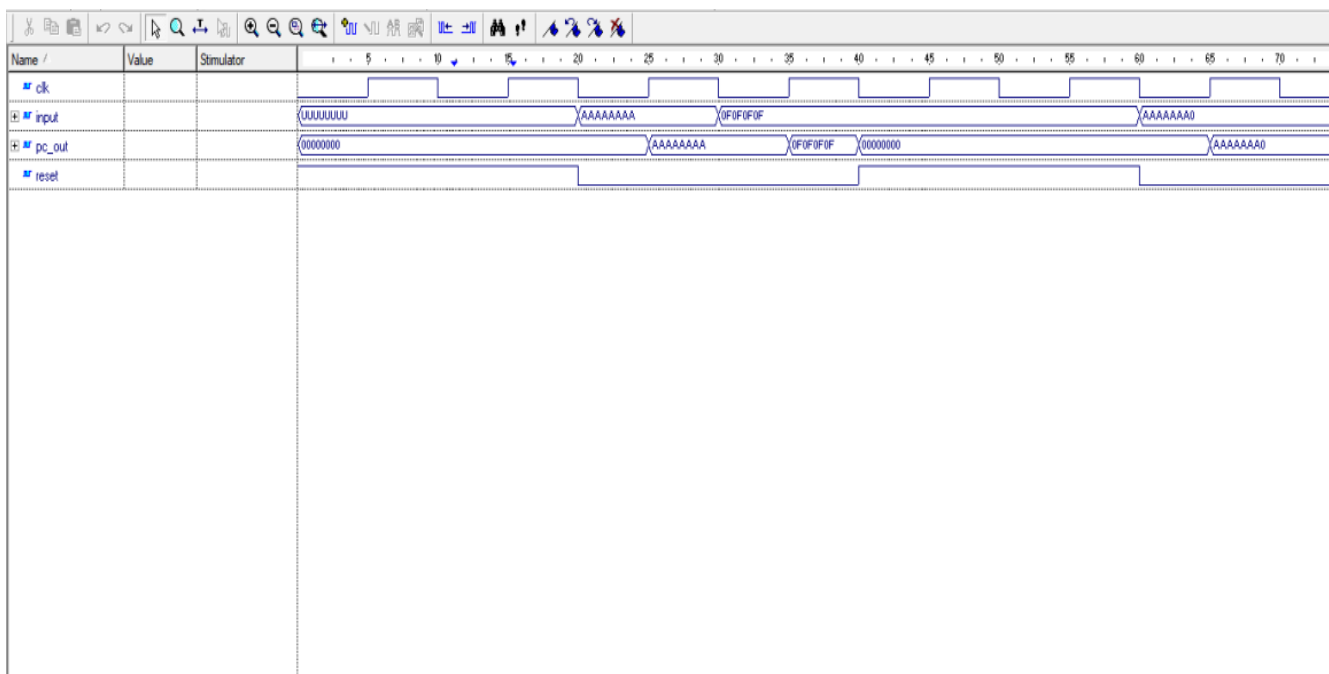 Name / Value Stimulator 5 10 15 20 25 30 35 40 45 50 55 60 65 70
clk
input UUUUUUUU AAAAAAAA 0F0F0F0F AAAAAAA0
pc_out 00000000 AAAAAAAA 0F0F0F0F 00000000 AAAAAAA0
reset